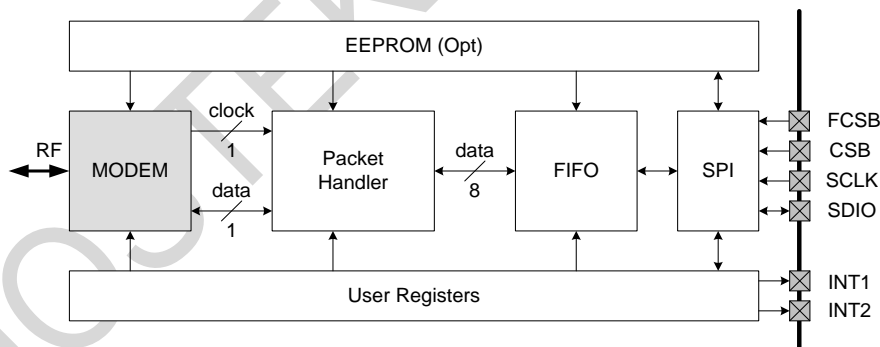 EEPROM (Opt)
RF
MODEM
clock
1
data
1
Packet
Handler
data
8
FIFO
SPI
FCSB
CSB
SCLK
SDIO
User Registers
INT1
INT2